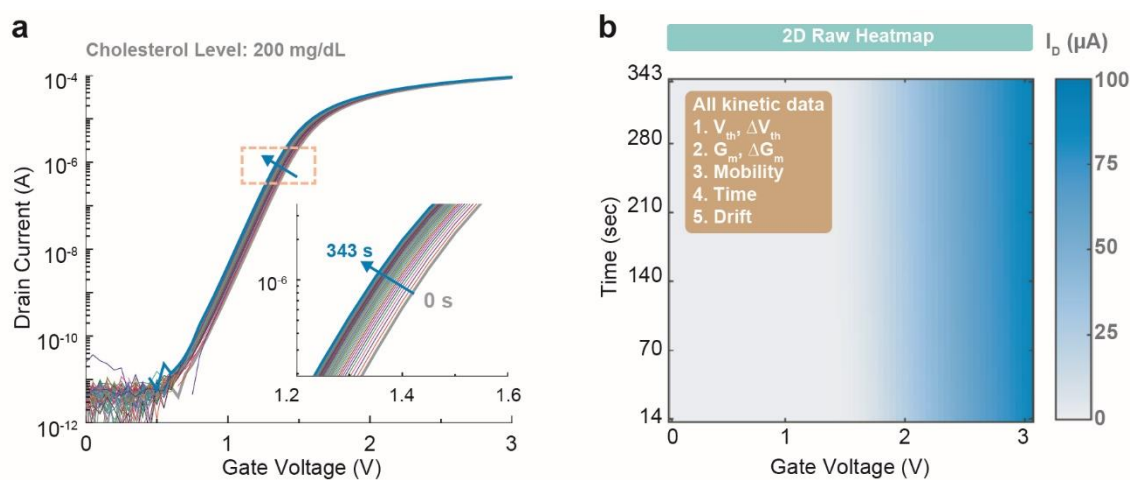 a
Cholesterol Level: 200 mg/dL
Drain Current (A)
10⁻⁴
10⁻⁶
10⁻⁸
10⁻¹⁰
10⁻¹²
0
1
2
3
Gate Voltage (V)
343 s
0 s
10⁻⁶
1.2
1.4
1.6
b
2D Raw Heatmap
I_D (µA)
Time (sec)
343
280
210
140
70
14
All kinetic data
1. V_th, ΔV_th
2. G_m, ΔG_m
3. Mobility
4. Time
5. Drift
0
1
2
3
Gate Voltage (V)
100
75
50
25
0